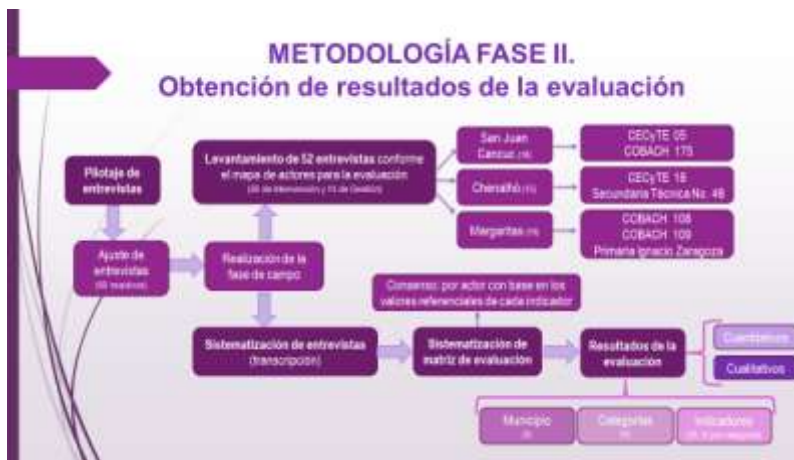 METODOLOGÍA FASE II.
Obtención de resultados de la evaluación
Pilotaje de
entrevistas
Ajuste de
entrevistas
Realización de la
fase de campo
Levantamiento de 52 entrevistas conforme
el mapa de actores para la evaluación
San Juan
Cancuc
Chenalhó
Margaritas
CECyTE 05
COBACH 175
CECyTE 18
Secundaria Técnica No.
COBACH 108
COBACH 109
Primaria Ignacio Zaragoza
Consenso: por actor con base en los
valores referenciales de cada indicador
Sistematización de entrevistas
(transcripción)
Sistematización de
matriz de evaluación
Resultados de la
evaluación
Cuantitativos
Cualitativos
Municipio
Categorías
Indicadores